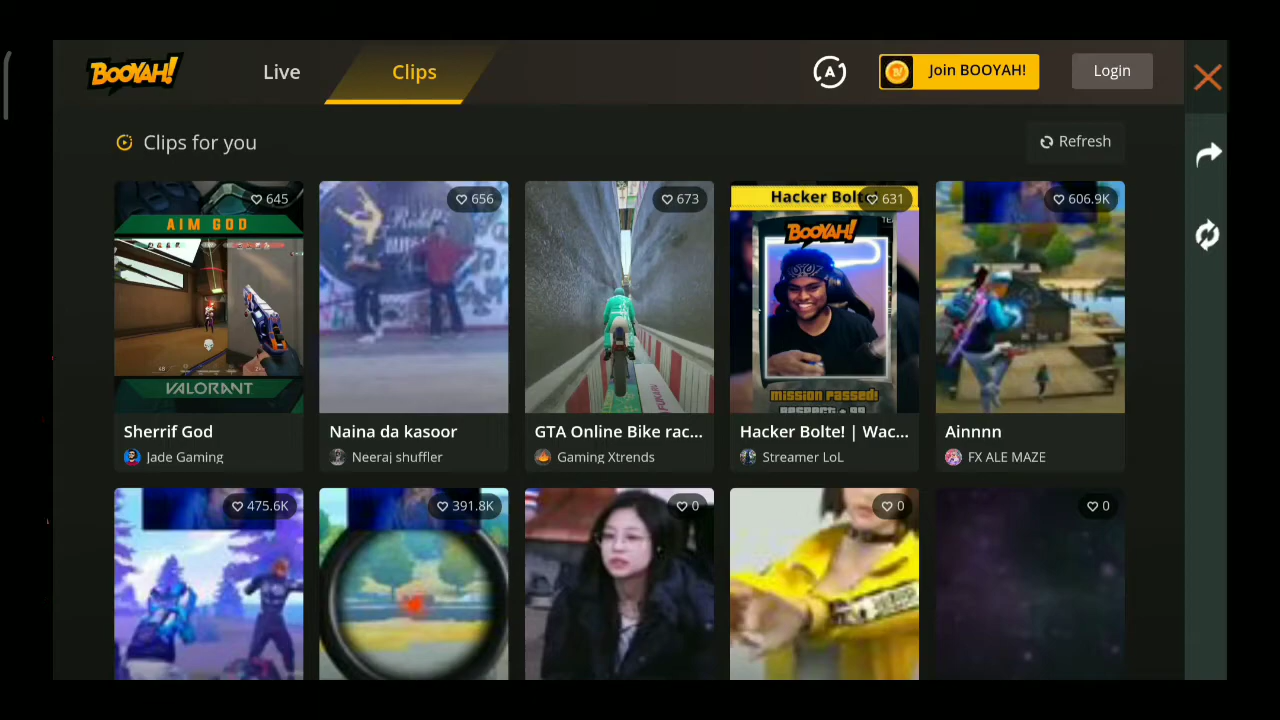 BOOYAH!
Live
Clips
A
Join BOOYAH!
Login
Clips for you
Refresh
645
AIM GOD
VALORANT
Sherrif God
Jade Gaming
656
Naina da kasoor
Neeraj shuffler
673
GTA Online Bike rac...
Gaming Xtrends
Hacker Bolte!
631
BOOYAH!
MISSION PASSED!
RESPECT + 99
Hacker Bolte! | Wac...
Streamer LoL
606.9K
Ainnnn
FX ALE MAZE
475.6K
391.8K
0
0
0